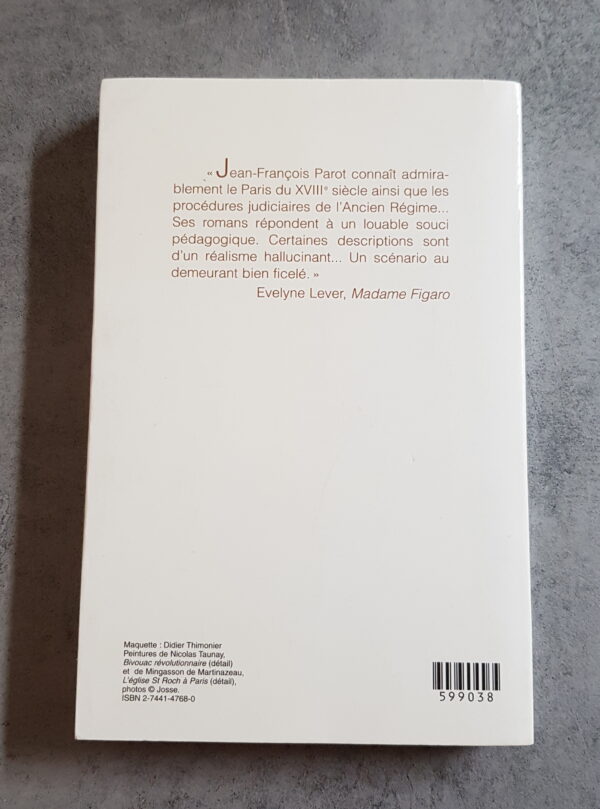 « Jean-François Parot connaît admira-
blement le Paris du XVIIIe siècle ainsi que les
procédures judiciaires de l'Ancien Régime...
Ses romans répondent à un louable souci
pédagogique. Certaines descriptions sont
d'un réalisme hallucinant... Un scénario au
demeurant bien ficelé. »
Evelyne Lever, Madame Figaro
Maquette : Didier Thimonier
Peintures de Nicolas Taunay,
Bivouac révolutionnaire (détail)
et de Mingasson de Martinazeau,
L'église St Roch à Paris (détail),
photos © Josse.
ISBN 2-7441-4768-0
599038